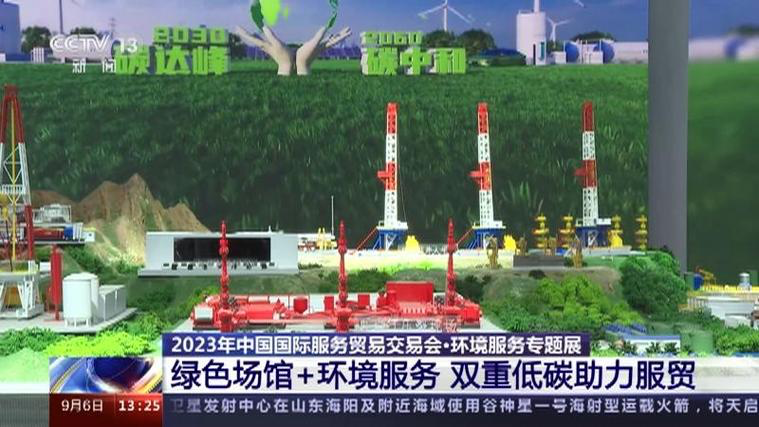 CCTV 13
新闻
2030
碳达峰
2060
碳中和
2023年中国国际服务贸易交易会·环境服务专题展
绿色场馆+环境服务 双重低碳助力服贸
9月6日 13:25 卫星发射中心在山东海阳及附近海域使用谷神星一号海射型运载火箭，将天启